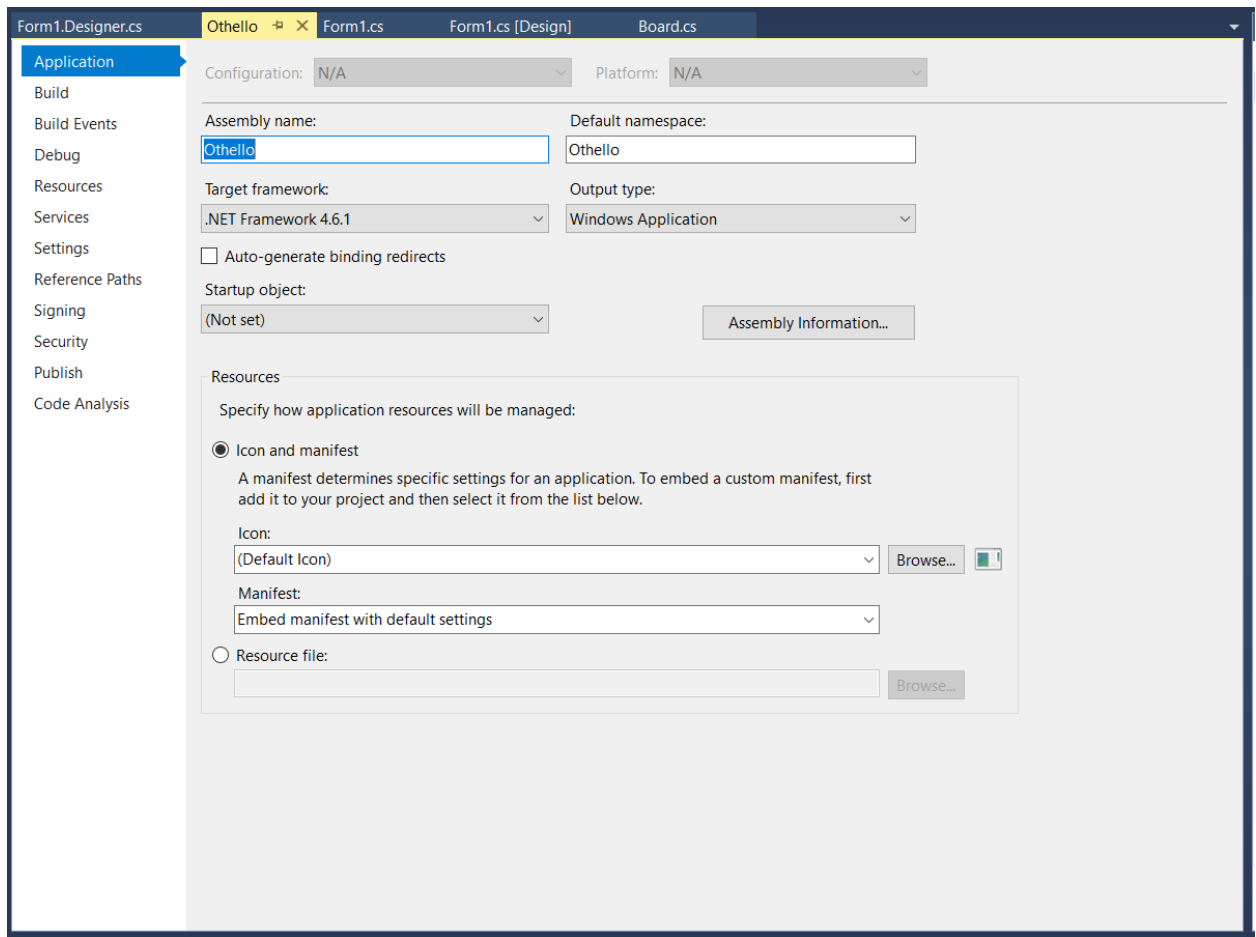 Form1.Designer.cs
Othello
Form1.cs
Form1.cs [Design]
Board.cs
Application
Build
Build Events
Debug
Resources
Services
Settings
Reference Paths
Signing
Security
Publish
Code Analysis
Configuration: N/A
Platform: N/A
Assembly name:
Othello
Default namespace:
Othello
Target framework:
.NET Framework 4.6.1
Output type:
Windows Application
Auto-generate binding redirects
Startup object:
(Not set)
Assembly Information...
Resources
Specify how application resources will be managed:
Icon and manifest
A manifest determines specific settings for an application. To embed a custom manifest, first
add it to your project and then select it from the list below.
Icon:
(Default Icon)
Browse...
Manifest:
Embed manifest with default settings
Resource file:
Browse...